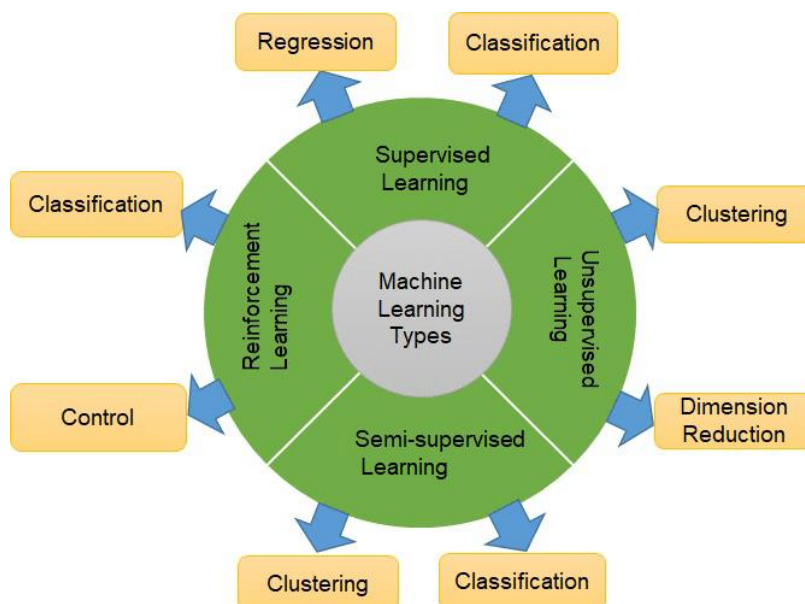 Regression
Classification
Supervised
Learning
Classification
Clustering
Reinforcement
Learning
Machine
Learning
Types
Unsupervised
Learning
Control
Dimension
Reduction
Semi-supervised
Learning
Clustering
Classification